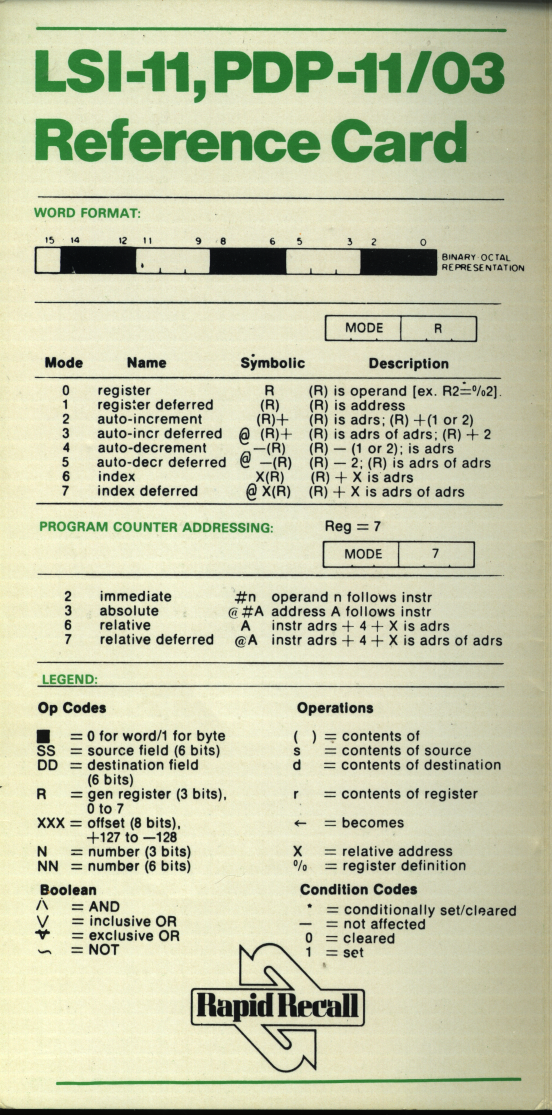 LSI-11, PDP-11/03
Reference Card
WORD FORMAT:
15 14 12 11 9 8 6 5 3 2 0
BINARY-OCTAL
REPRESENTATION
MODE R
Mode Name Symbolic Description
0 register R (R) is operand [ex. R2=%2].
1 register deferred (R) (R) is address
2 auto-increment (R)+ (R) is adrs; (R) +(1 or 2)
3 auto-incr deferred @ (R)+ (R) is adrs of adrs; (R) + 2
4 auto-decrement —(R) (R) — (1 or 2); is adrs
5 auto-decr deferred @ —(R) (R) — 2; (R) is adrs of adrs
6 index X(R) (R) + X is adrs
7 index deferred @ X(R) (R) + X is adrs of adrs
PROGRAM COUNTER ADDRESSING: Reg = 7
MODE 7
2 immediate #n operand n follows instr
3 absolute @ #A address A follows instr
6 relative A instr adrs + 4 + X is adrs
7 relative deferred @A instr adrs + 4 + X is adrs of adrs
LEGEND:
Op Codes Operations
■ = 0 for word/1 for byte ( ) = contents of
SS = source field (6 bits) s = contents of source
DD = destination field d = contents of destination
(6 bits)
R = gen register (3 bits), r = contents of register
0 to 7
XXX = offset (8 bits), ← = becomes
+127 to —128
N = number (3 bits) X = relative address
NN = number (6 bits) % = register definition
Boolean Condition Codes
∧ = AND * = conditionally set/cleared
∨ = inclusive OR — = not affected
⊻ = exclusive OR 0 = cleared
∽ = NOT 1 = set
Rapid Recall